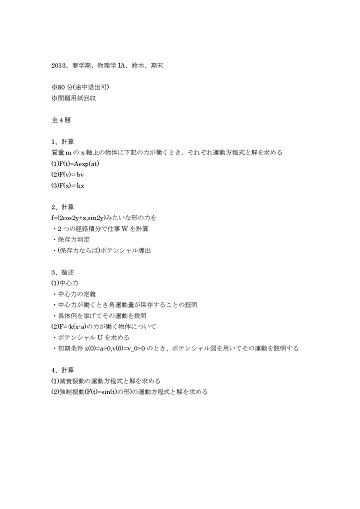 2013、春学期、物理学 IA、鈴木、期末
※80 分(途中退出可)
※問題用紙回収
全 4 題
1、計算
質量 m の x 軸上の物体に下記の力が働くとき、それぞれ運動方程式と解を求める
(1)F(t)=Aexp(at)
(2)F(v)=-bv
(3)F(x)=-kx
2、計算
f=(2cos2y+x,sin2y)みたいな形の力を
・2 つの経路積分で仕事 W を計算
・保存力判定
・(保存力ならば)ポテンシャル導出
3、論述
(1)中心力
・中心力の定義
・中心力が働くとき角運動量が保存することの証明
・具体例を挙げてその運動を説明
(2)F=-k(x-a)の力が働く物体について
・ポテンシャル U を求める
・初期条件 x(0)=a>0,v(0)=v_0>0 のとき、ポテンシャル図を用いてその運動を説明する
4、計算
(1)減衰振動の運動方程式と解を求める
(2)強制振動(F(t)=sin(t)の形)の運動方程式と解を求める